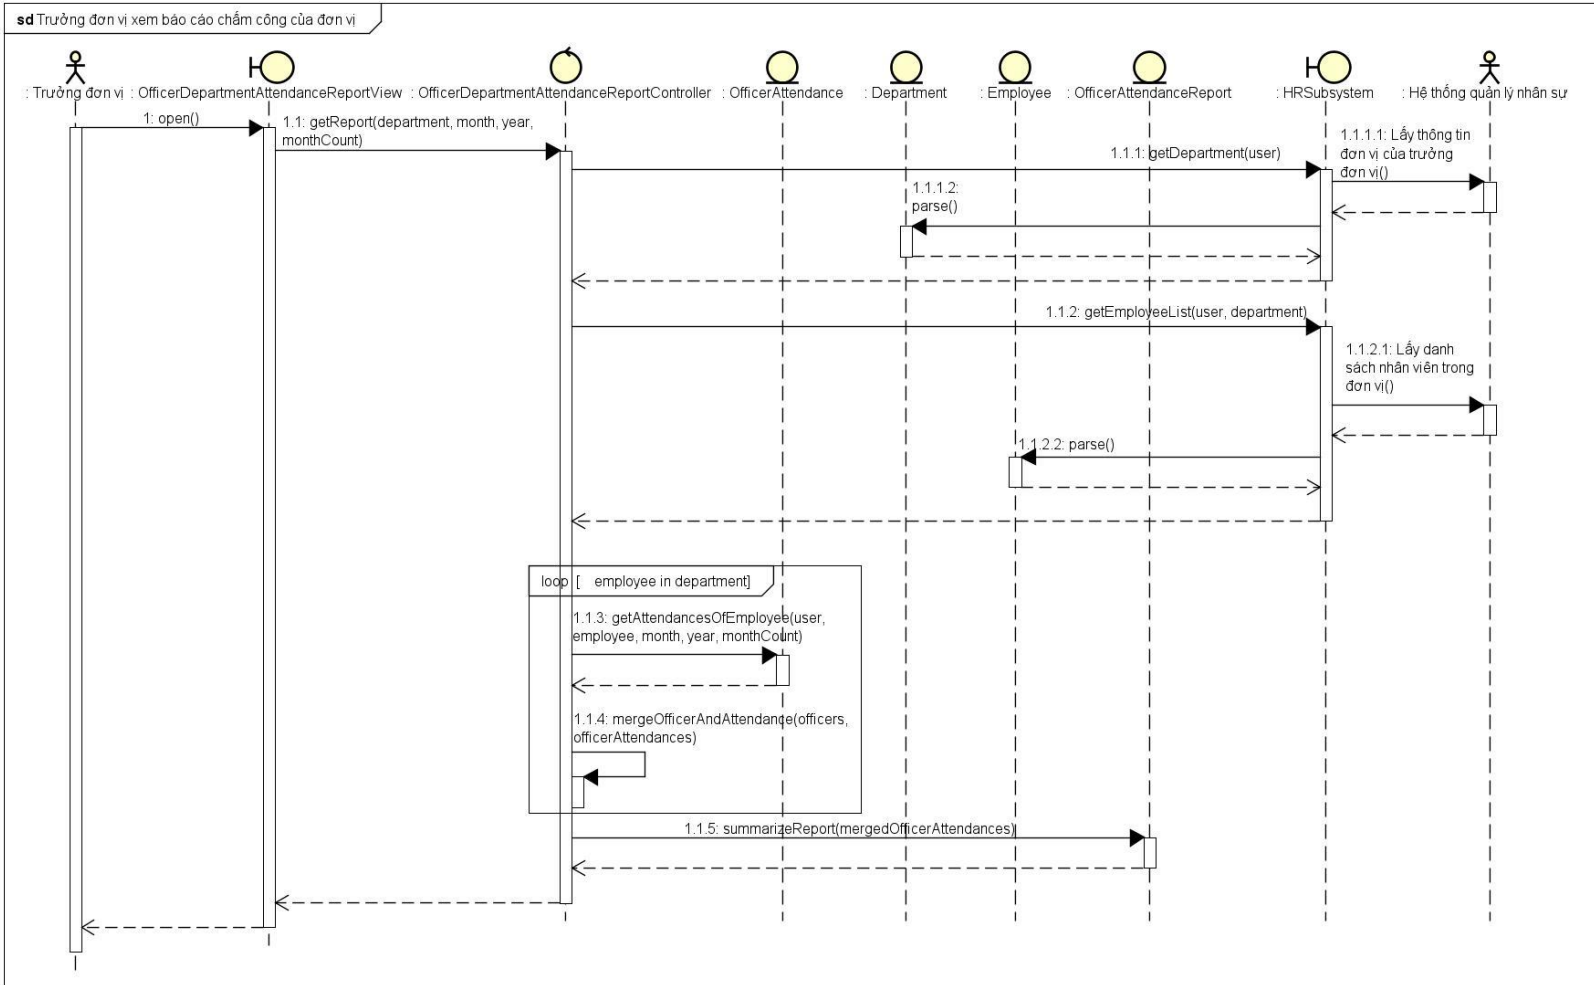 sd Trưởng đơn vị xem báo cáo chấm công của đơn vị
: Trưởng đơn vị
: OfficerDepartmentAttendanceReportView
: OfficerDepartmentAttendanceReportController
: OfficerAttendance
: Department
: Employee
: OfficerAttendanceReport
: HRSubsystem
: Hệ thống quản lý nhân sự
1: open()
1.1: getReport(department, month, year,
monthCount)
1.1.1: getDepartment(user)
1.1.1.1: Lấy thông tin
đơn vị của trưởng
đơn vị()
1.1.1.2:
parse()
1.1.2: getEmployeeList(user, department)
1.1.2.1: Lấy danh
sách nhân viên trong
đơn vị()
1.1.2.2: parse()
loop [ employee in department]
1.1.3: getAttendancesOfEmployee(user,
employee, month, year, monthCount)
1.1.4: mergeOfficerAndAttendance(officers,
officerAttendances)
1.1.5: summarizeReport(mergedOfficerAttendances)